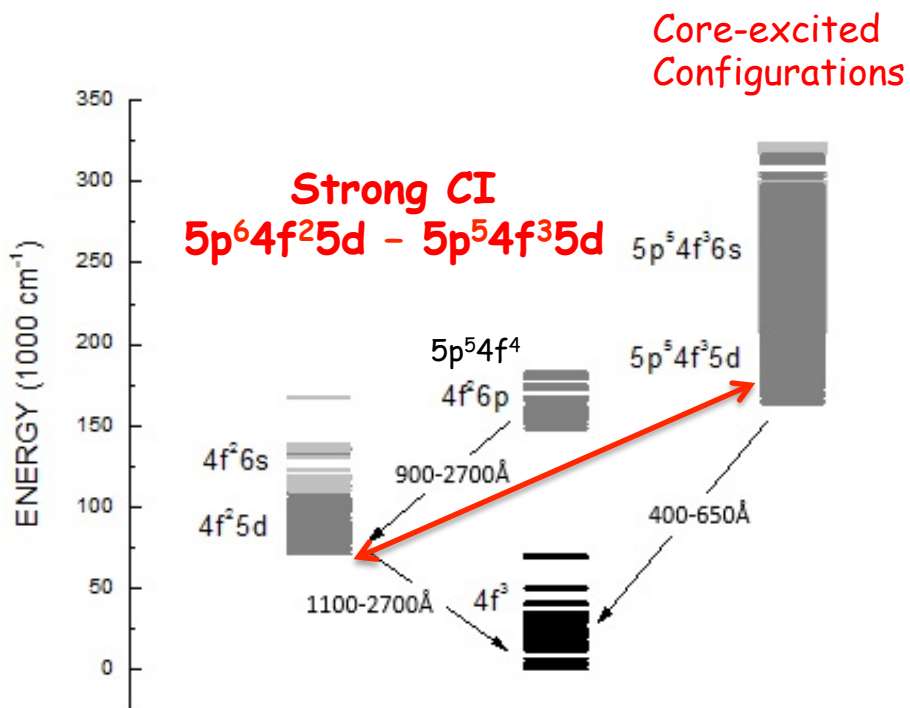 Core-excited
Configurations
350
300
250
200
150
100
50
0
ENERGY (1000 cm⁻¹)
Strong CI
5p⁶4f²5d – 5p⁵4f³5d
5p⁵4f³6s
5p⁵4f⁴
5p⁵4f³5d
4f²6p
4f²6s
900-2700Å
4f²5d
400-650Å
1100-2700Å
4f³